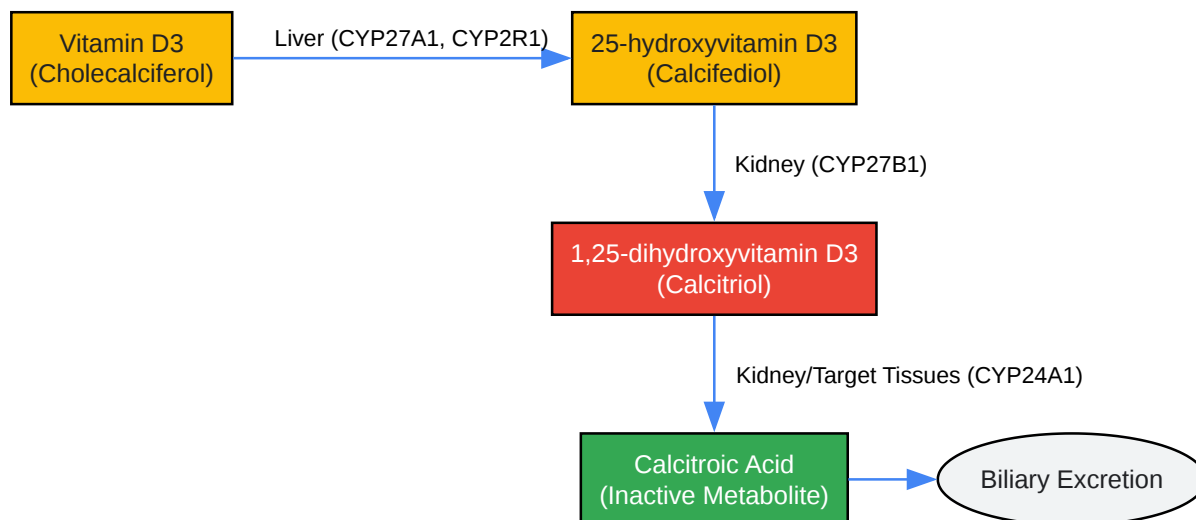 Vitamin D3
(Cholecalciferol)
Liver (CYP27A1, CYP2R1)
25-hydroxyvitamin D3
(Calcifediol)
Kidney (CYP27B1)
1,25-dihydroxyvitamin D3
(Calcitriol)
Kidney/Target Tissues (CYP24A1)
Calcitroic Acid
(Inactive Metabolite)
Biliary Excretion